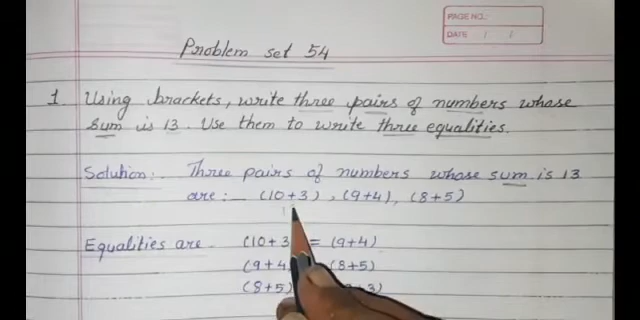 PAGE NO.:
DATE / /
Problem set 54
1 Using brackets, write three pairs of numbers whose
sum is 13. Use them to write three equalities.
Solution:- Three pairs of numbers whose sum is 13
are:- (10+3), (9+4), (8+5)
Equalities are - (10+3 = (9+4)
(9+4 (8+5)
(8+5) +3)